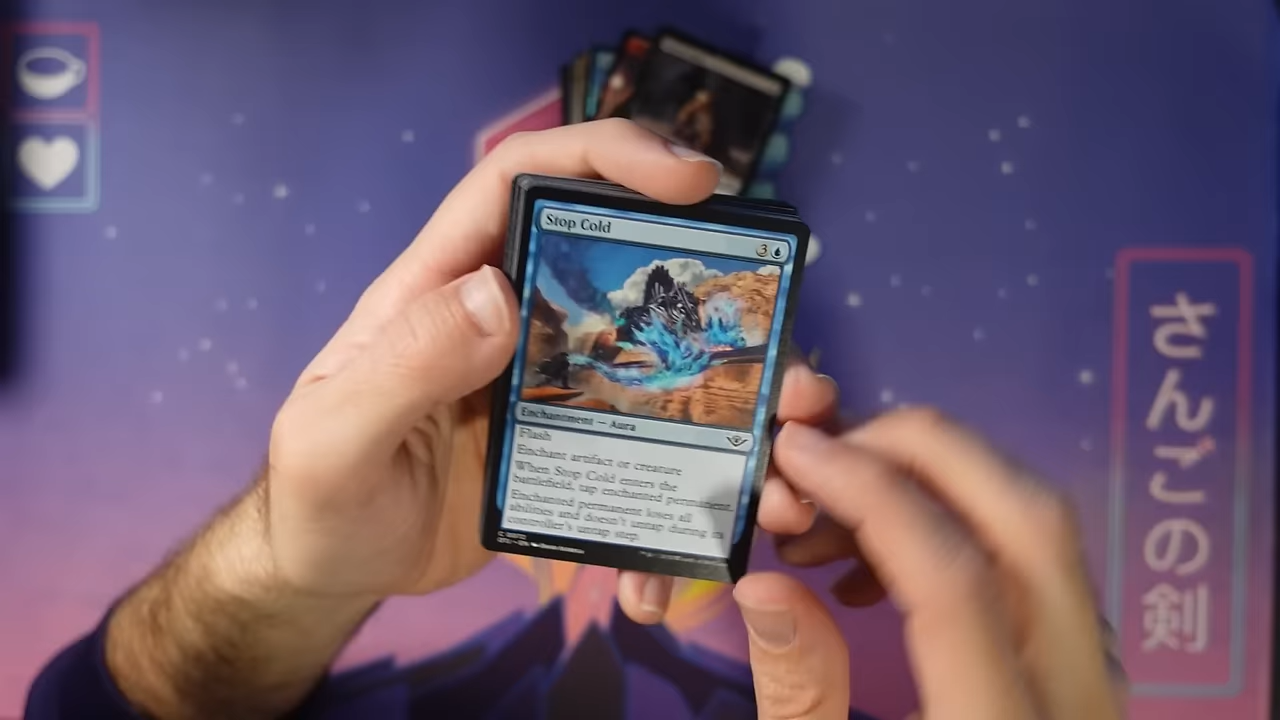 Stop Cold
3
Enchantment — Aura
Flash
Enchant artifact or creature
When Stop Cold enters the
battlefield, tap enchanted permanent.
Enchanted permanent loses all
abilities and doesn't untap during its
controller's untap step.
さんごの剣